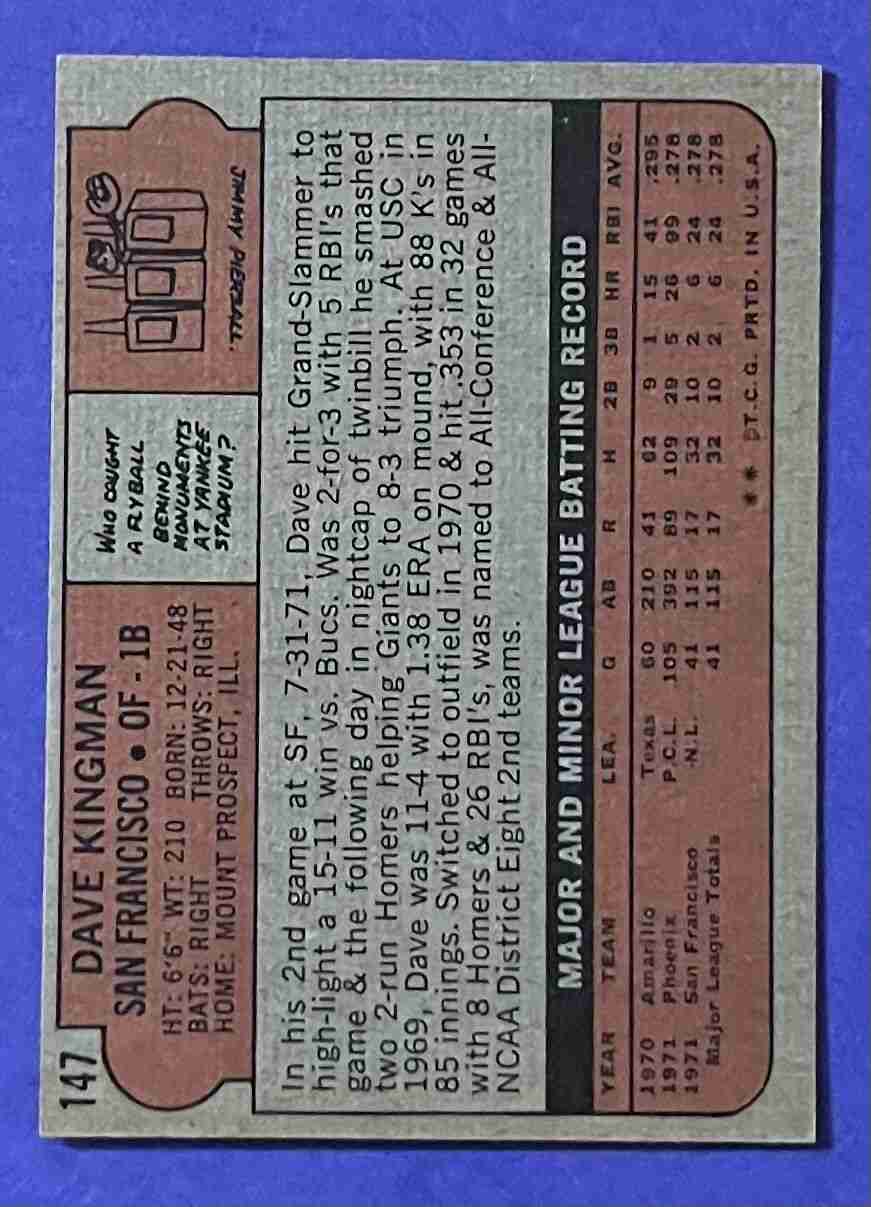 147
DAVE KINGMAN
SAN FRANCISCO • OF - 1B
HT: 6'6" WT: 210 BORN: 12-21-48
BATS: RIGHT THROWS: RIGHT
HOME: MOUNT PROSPECT, ILL.
WHO CAUGHT
A FLYBALL
BEHIND
MONUMENTS
AT YANKEE
STADIUM?
JIMMY PIERSALL.
In his 2nd game at SF, 7-31-71, Dave hit Grand-Slammer to
high-light a 15-11 win vs. Bucs. Was 2-for-3 with 5 RBI's that
game & the following day in nightcap of twinbill he smashed
two 2-run Homers helping Giants to 8-3 triumph. At USC in
1969, Dave was 11-4 with 1.38 ERA on mound, with 88 K's in
85 innings. Switched to outfield in 1970 & hit .353 in 32 games
with 8 Homers & 26 RBI's, was named to All-Conference & All-
NCAA District Eight 2nd teams.
MAJOR AND MINOR LEAGUE BATTING RECORD
YEAR TEAM LEA. G AB R H 2B 3B HR RBI AVG.
1970 Amarillo Texas 60 210 41 62 9 1 15 41 .295
1971 Phoenix P.C.L. 105 392 89 109 29 5 26 99 .278
1971 San Francisco N.L. 41 115 17 32 10 2 6 24 .278
Major League Totals 41 115 17 32 10 2 6 24 .278
** ©T.C.G. PRTD. IN U.S.A.